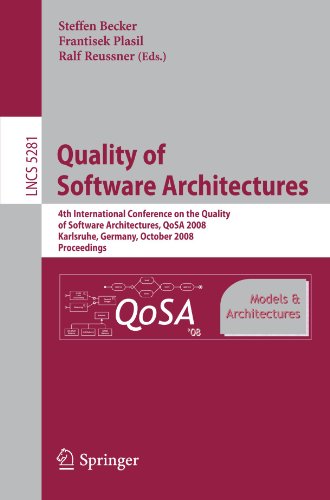 Steffen Becker
Frantisek Plasil
Ralf Reussner (Eds.)
LNCS 5281
Quality of
Software Architectures
4th International Conference on the Quality
of Software Architectures, QoSA 2008
Karlsruhe, Germany, October 2008
Proceedings
QoSA
'08
Models &
Architectures
Springer